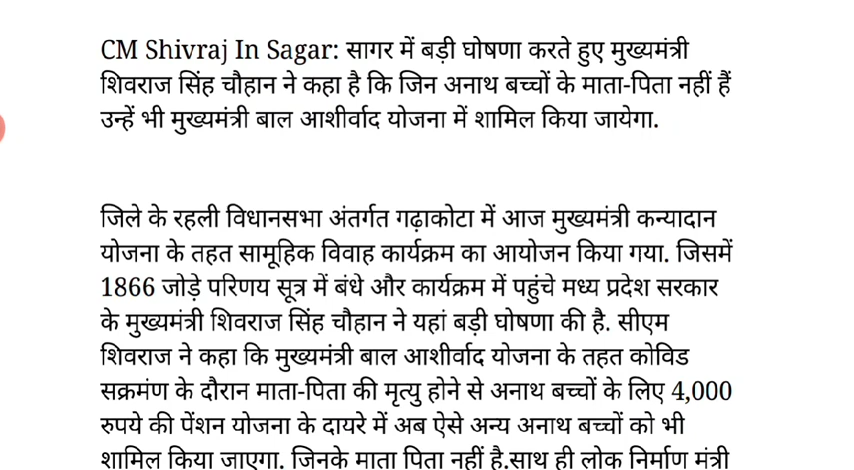 CM Shivraj In Sagar: सागर में बड़ी घोषणा करते हुए मुख्यमंत्री
शिवराज सिंह चौहान ने कहा है कि जिन अनाथ बच्चों के माता-पिता नहीं हैं
उन्हें भी मुख्यमंत्री बाल आशीर्वाद योजना में शामिल किया जायेगा.
जिले के रहली विधानसभा अंतर्गत गढ़ाकोटा में आज मुख्यमंत्री कन्यादान
योजना के तहत सामूहिक विवाह कार्यक्रम का आयोजन किया गया. जिसमें
1866 जोड़े परिणय सूत्र में बंधे और कार्यक्रम में पहुंचे मध्य प्रदेश सरकार
के मुख्यमंत्री शिवराज सिंह चौहान ने यहां बड़ी घोषणा की है. सीएम
शिवराज ने कहा कि मुख्यमंत्री बाल आशीर्वाद योजना के तहत कोविड
सक्रमंण के दौरान माता-पिता की मृत्यु होने से अनाथ बच्चों के लिए 4,000
रुपये की पेंशन योजना के दायरे में अब ऐसे अन्य अनाथ बच्चों को भी
शामिल किया जाएगा. जिनके माता पिता नहीं है.साथ ही लोक निर्माण मंत्री